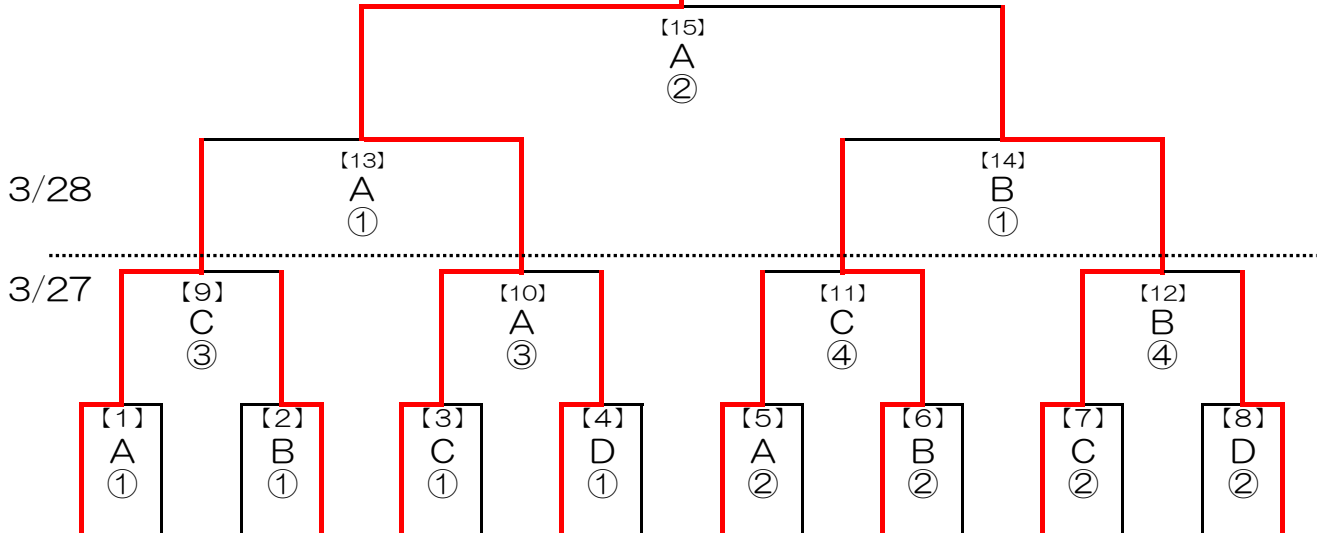 【15】
A
②
【13】
A
①
【14】
B
①
3/28
3/27
【9】
C
③
【10】
A
③
【11】
C
④
【12】
B
④
【1】
A
①
【2】
B
①
【3】
C
①
【4】
D
①
【5】
A
②
【6】
B
②
【7】
C
②
【8】
D
②